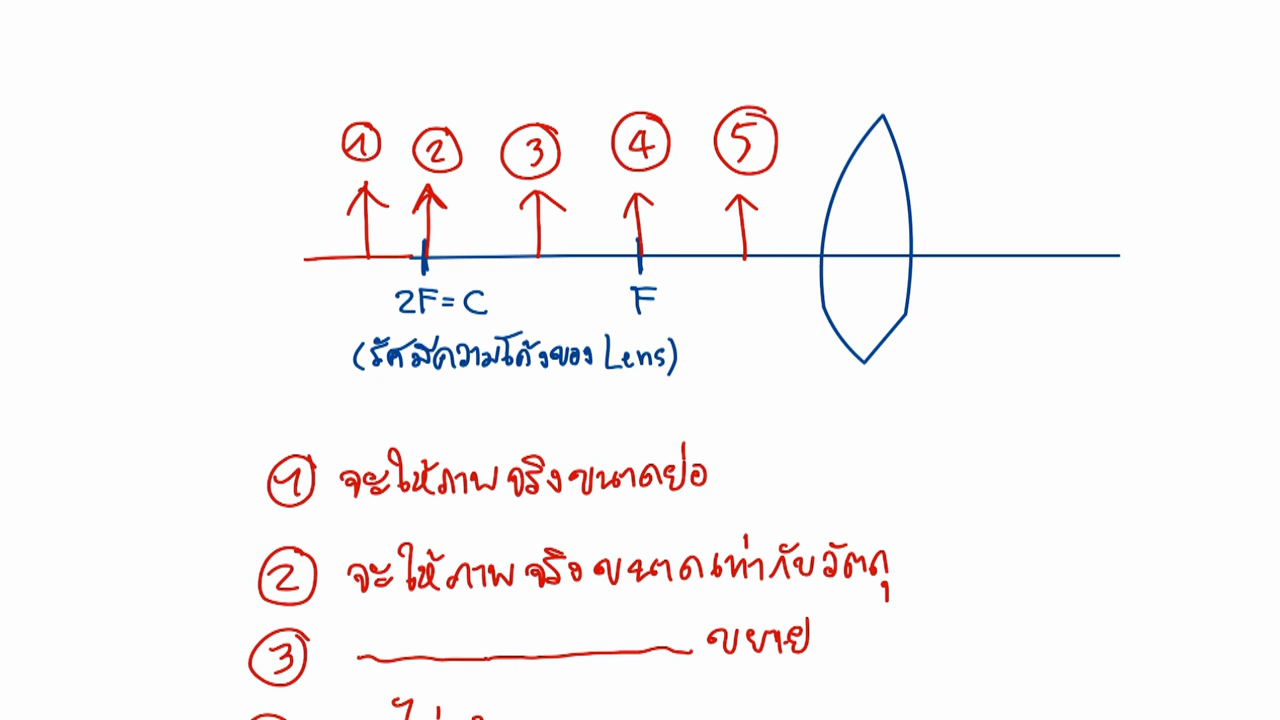 1 2 3 4 5
2F = C F
(รัศมีความโค้งของ Lens)
1 จะให้ภาพจริงขนาดย่อ
2 จะให้ภาพจริงขนาดเท่ากับวัตถุ
3 ขยาย